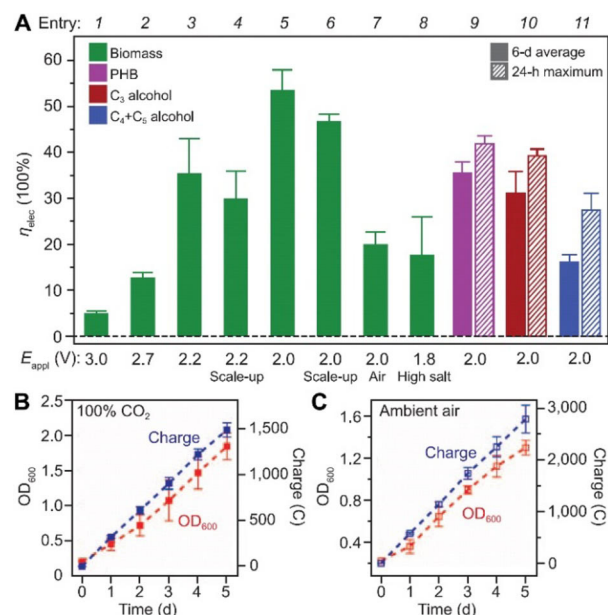 A Entry: 1 2 3 4 5 6 7 8 9 10 11
Biomass
PHB
C₃ alcohol
C₄+C₅ alcohol
6-d average
24-h maximum
60
50
40
30
20
10
0
η elec (100%)
E appl (V): 3.0 2.7 2.2 2.2 2.0 2.0 2.0 1.8 2.0 2.0 2.0
Scale-up Scale-up Air High salt
B
100% CO₂
Charge
OD₆₀₀
2.5
2.0
1.5
1.0
0.5
0.0
OD₆₀₀
1,500
1,000
500
0
Charge (C)
0 1 2 3 4 5
Time (d)
C
Ambient air
Charge
OD₆₀₀
1.6
1.2
0.8
0.4
OD₆₀₀
3,000
2,000
1,000
0
Charge (C)
0 1 2 3 4 5
Time (d)